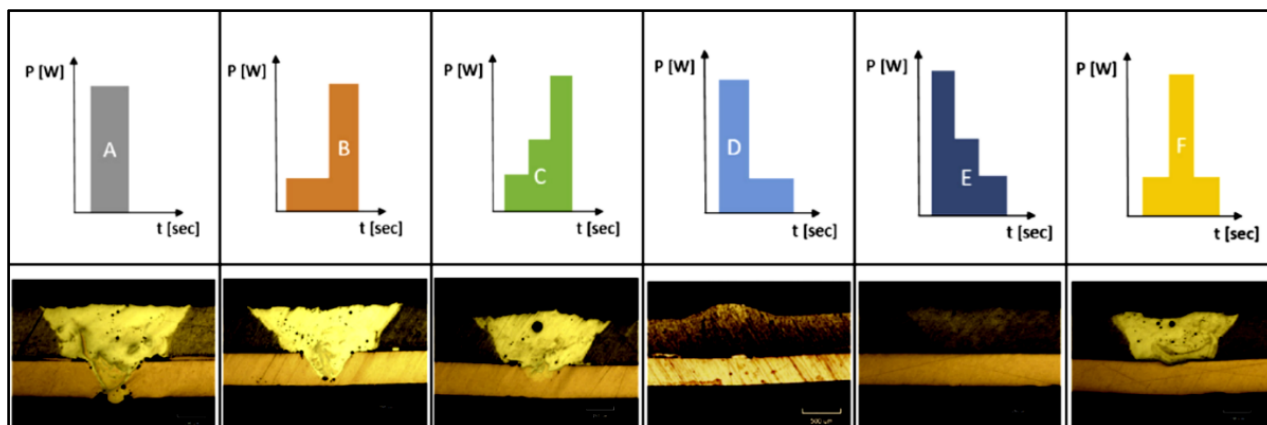 P [W]
A
t [sec]
P [W]
B
t [sec]
P [W]
C
t [sec]
P [W]
D
t [sec]
P [W]
E
t [sec]
P [W]
F
t [sec]
500 µm